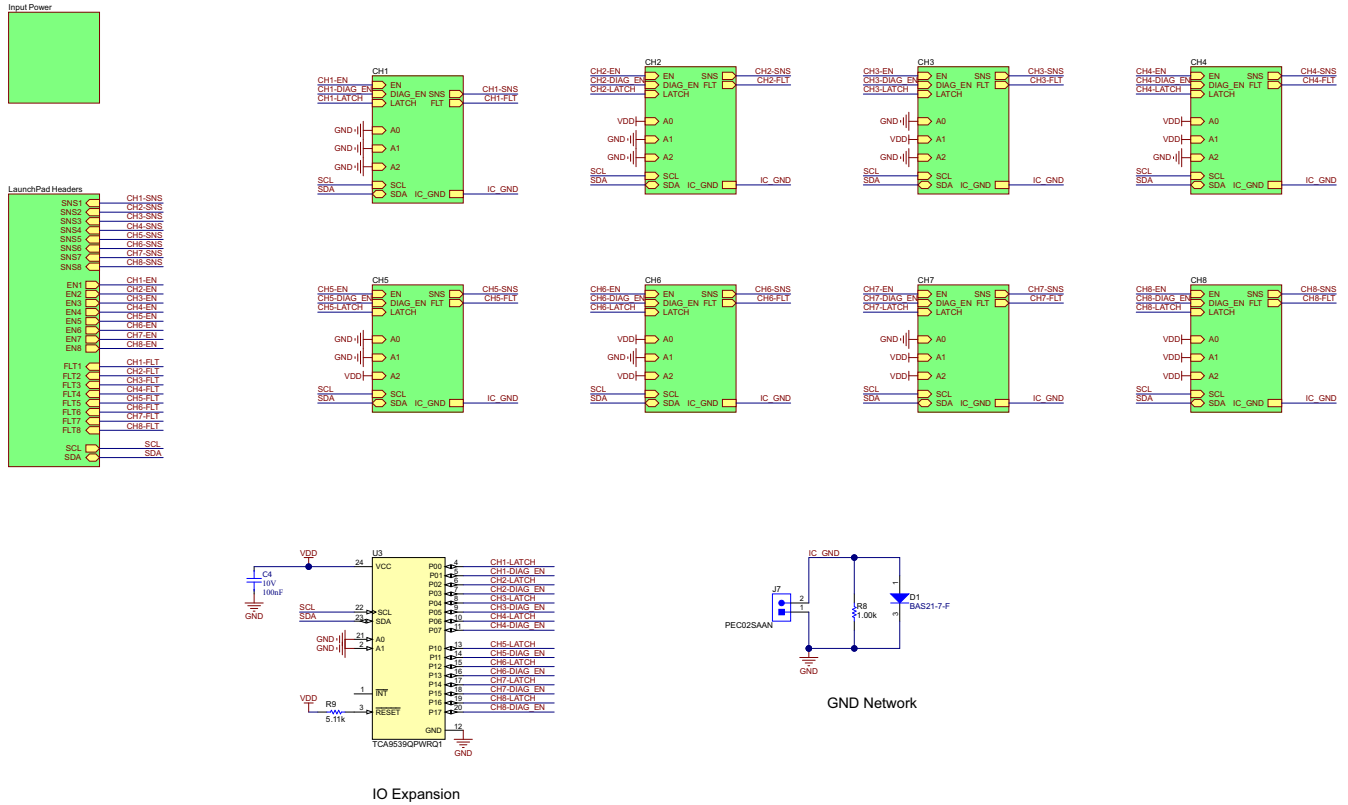 Input Power
LaunchPad Headers
SNS1 CH1-SNS
SNS2 CH2-SNS
SNS3 CH3-SNS
SNS4 CH4-SNS
SNS5 CH5-SNS
SNS6 CH6-SNS
SNS7 CH7-SNS
SNS8 CH8-SNS
EN1 CH1-EN
EN2 CH2-EN
EN3 CH3-EN
EN4 CH4-EN
EN5 CH5-EN
EN6 CH6-EN
EN7 CH7-EN
EN8 CH8-EN
FLT1 CH1-FLT
FLT2 CH2-FLT
FLT3 CH3-FLT
FLT4 CH4-FLT
FLT5 CH5-FLT
FLT6 CH6-FLT
FLT7 CH7-FLT
FLT8 CH8-FLT
SCL SCL
SDA SDA
CH1
CH1-EN EN
CH1-DIAG_EN DIAG_EN SNS CH1-SNS
CH1-LATCH LATCH FLT CH1-FLT
GND A0
GND A1
GND A2
SCL SCL
SDA SDA IC_GND IC_GND
CH2
CH2-EN EN SNS CH2-SNS
CH2-DIAG_EN DIAG_EN FLT CH2-FLT
CH2-LATCH LATCH
VDD A0
GND A1
GND A2
SCL SCL
SDA SDA IC_GND IC_GND
CH3
CH3-EN EN SNS CH3-SNS
CH3-DIAG_EN DIAG_EN FLT CH3-FLT
CH3-LATCH LATCH
GND A0
VDD A1
GND A2
SCL SCL
SDA SDA IC_GND IC_GND
CH4
CH4-EN EN SNS CH4-SNS
CH4-DIAG_EN DIAG_EN FLT CH4-FLT
CH4-LATCH LATCH
VDD A0
VDD A1
GND A2
SCL SCL
SDA SDA IC_GND IC_GND
CH5
CH5-EN EN SNS CH5-SNS
CH5-DIAG_EN DIAG_EN FLT CH5-FLT
CH5-LATCH LATCH
GND A0
GND A1
VDD A2
SCL SCL
SDA SDA IC_GND IC_GND
CH6
CH6-EN EN SNS CH6-SNS
CH6-DIAG_EN DIAG_EN FLT CH6-FLT
CH6-LATCH LATCH
VDD A0
GND A1
VDD A2
SCL SCL
SDA SDA IC_GND IC_GND
CH7
CH7-EN EN SNS CH7-SNS
CH7-DIAG_EN DIAG_EN FLT CH7-FLT
CH7-LATCH LATCH
GND A0
VDD A1
VDD A2
SCL SCL
SDA SDA IC_GND IC_GND
CH8
CH8-EN EN SNS CH8-SNS
CH8-DIAG_EN DIAG_EN FLT CH8-FLT
CH8-LATCH LATCH
VDD A0
VDD A1
VDD A2
SCL SCL
SDA SDA IC_GND IC_GND
U3
VDD 24 VCC
C4
10V
100nF
GND
SCL 22 SCL
SDA 23 SDA
GND 21 A0
GND 2 A1
1 INT
VDD R9 3 RESET
5.11k
P00 4 CH1-LATCH
P01 5 CH1-DIAG_EN
P02 6 CH2-LATCH
P03 7 CH2-DIAG_EN
P04 8 CH3-LATCH
P05 9 CH3-DIAG_EN
P06 10 CH4-LATCH
P07 11 CH4-DIAG_EN
P10 13 CH5-LATCH
P11 14 CH5-DIAG_EN
P12 15 CH6-LATCH
P13 16 CH6-DIAG_EN
P14 17 CH7-LATCH
P15 18 CH7-DIAG_EN
P16 19 CH8-LATCH
P17 20 CH8-DIAG_EN
GND 12
GND
TCA9539QPWRQ1
IO Expansion
IC_GND
J7
2
1
PEC02SAAN
R8
1.00k
1
D1
BAS21-7-F
3
GND
GND Network